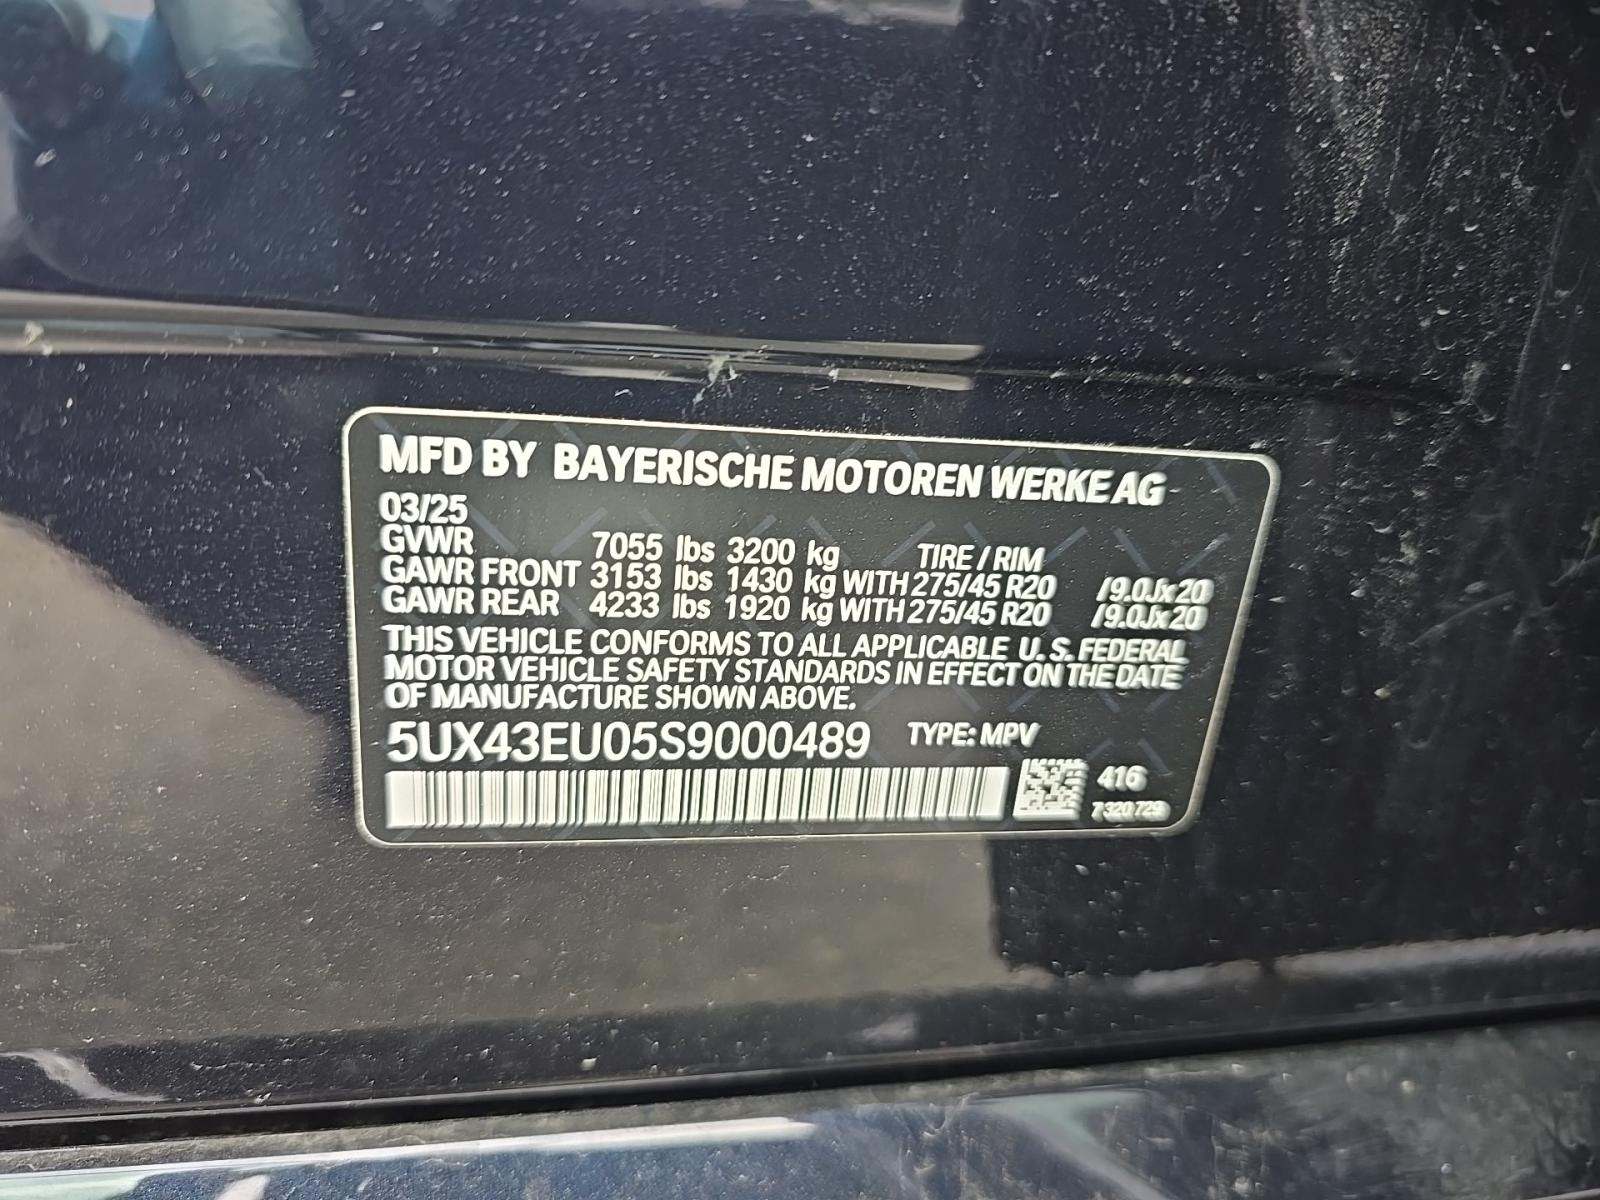 MFD BY BAYERISCHE MOTOREN WERKE AG
03/25
GVWR 7055 lbs 3200 kg TIRE / RIM
GAWR FRONT 3153 lbs 1430 kg WITH 275/45 R20 /9.0Jx20
GAWR REAR 4233 lbs 1920 kg WITH 275/45 R20 /9.0Jx20
THIS VEHICLE CONFORMS TO ALL APPLICABLE U. S. FEDERAL
MOTOR VEHICLE SAFETY STANDARDS IN EFFECT ON THE DATE
OF MANUFACTURE SHOWN ABOVE.
5UX43EU05S9000489 TYPE: MPV
416
7320729